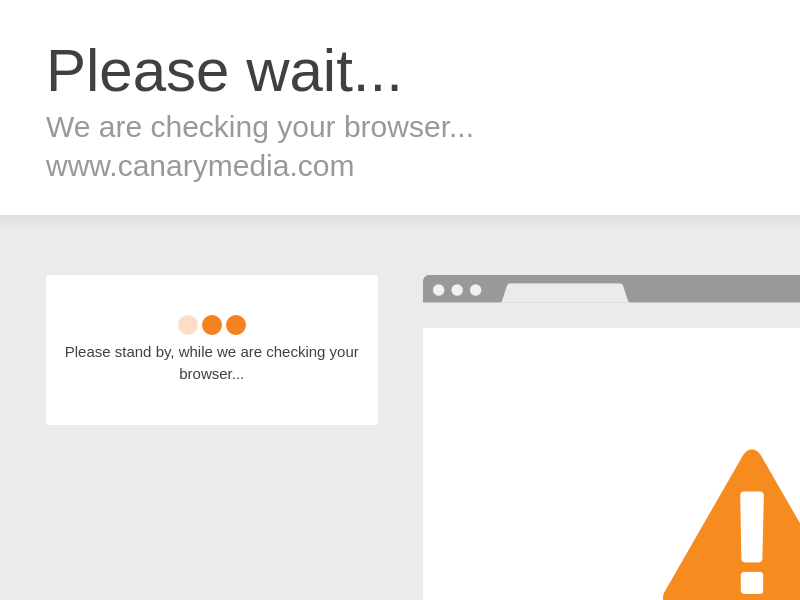 Please wait...
We are checking your browser...
www.canarymedia.com
Please stand by, while we are checking your
browser...